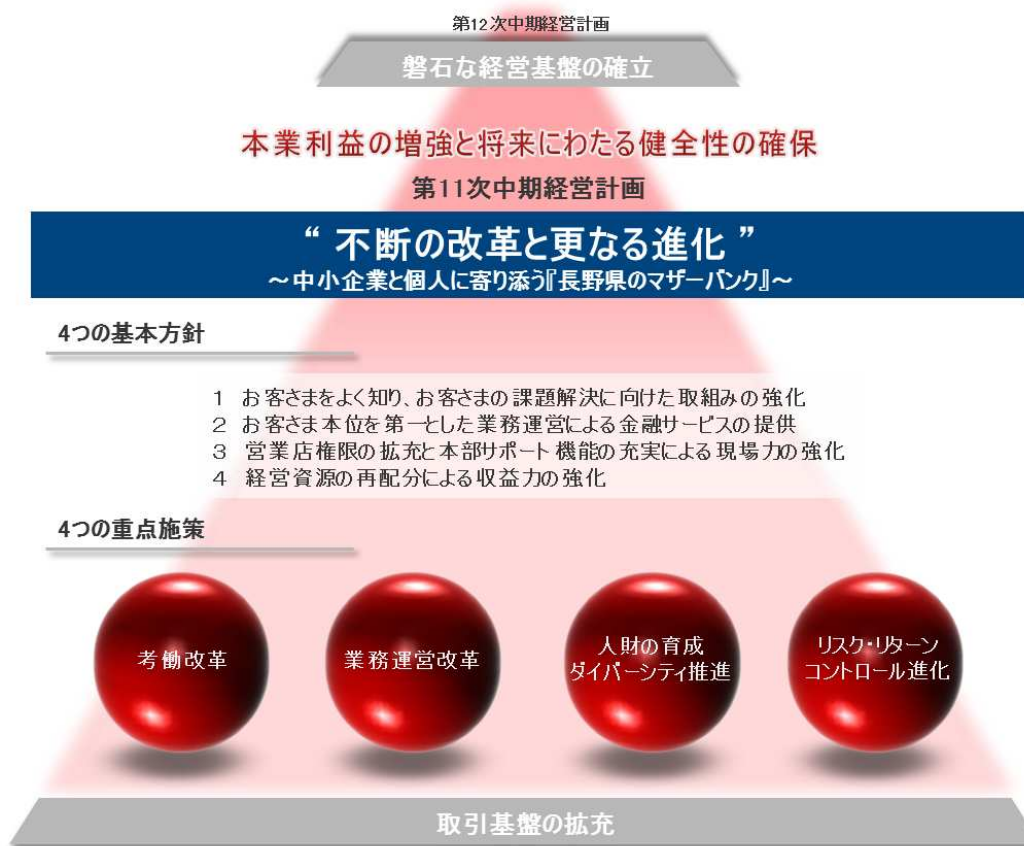 第12次中期経営計画
磐石な経営基盤の確立
本業利益の増強と将来にわたる健全性の確保
第11次中期経営計画
“ 不断の改革と更なる進化 ”
～中小企業と個人に寄り添う『長野県のマザーバンク』～
4つの基本方針
1 お客さまをよく知り、お客さまの課題解決に向けた取組みの強化
2 お客さま本位を第一とした業務運営による金融サービスの提供
3 営業店権限の拡充と本部サポート機能の充実による現場力の強化
4 経営資源の再配分による収益力の強化
4つの重点施策
考働改革
業務運営改革
人財の育成
ダイバーシティ推進
リスク・リターン
コントロール進化
取引基盤の拡充